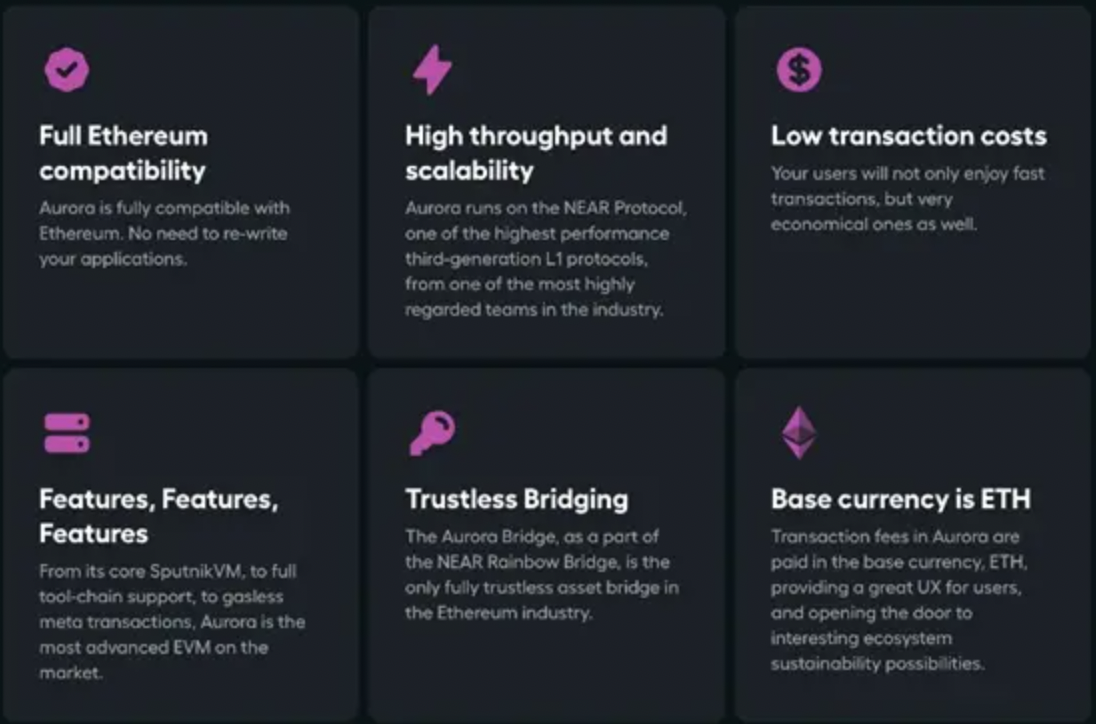 Full Ethereum
compatibility
Aurora is fully compatible with
Ethereum. No need to re-write
your applications.
High throughput and
scalability
Aurora runs on the NEAR Protocol,
one of the highest performance
third-generation L1 protocols,
from one of the most highly
regarded teams in the industry.
Low transaction costs
Your users will not only enjoy fast
transactions, but very
economical ones as well.
Features, Features,
Features
From its core SputnikVM, to full
tool-chain support, to gasless
meta transactions, Aurora is the
most advanced EVM on the
market.
Trustless Bridging
The Aurora Bridge, as a part of
the NEAR Rainbow Bridge, is the
only fully trustless asset bridge in
the Ethereum industry.
Base currency is ETH
Transaction fees in Aurora are
paid in the base currency, ETH,
providing a great UX for users,
and opening the door to
interesting ecosystem
sustainability possibilities.